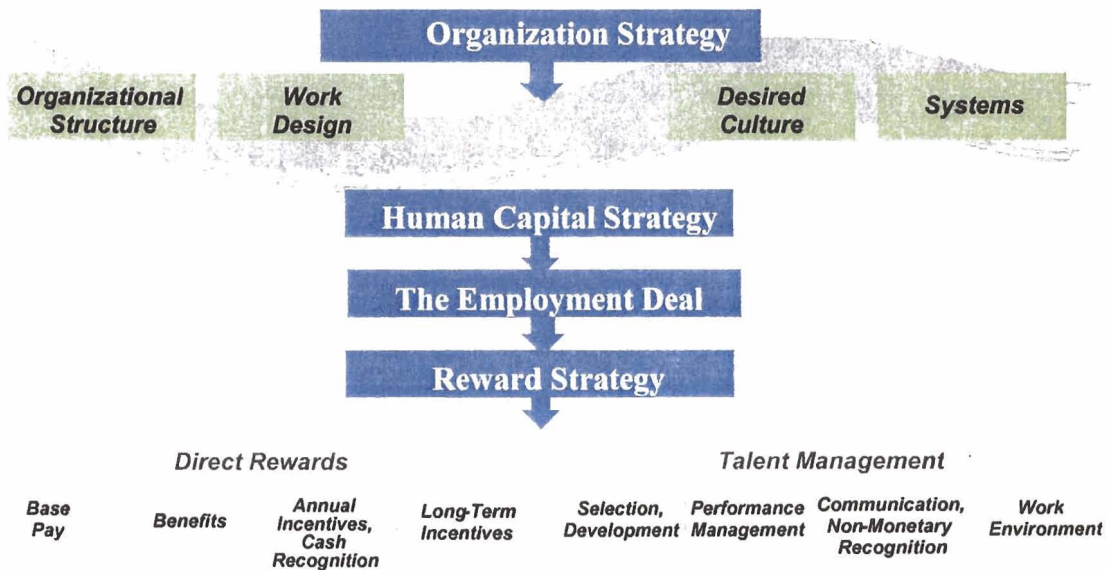 Organization Strategy
Organizational
Structure
Work
Design
Desired
Culture
Systems
Human Capital Strategy
The Employment Deal
Reward Strategy
Direct Rewards
Talent Management
Base
Pay
Benefits
Annual
Incentives,
Cash
Recognition
Long-Term
Incentives
Selection,
Development
Performance
Management
Communication,
Non-Monetary
Recognition
Work
Environment